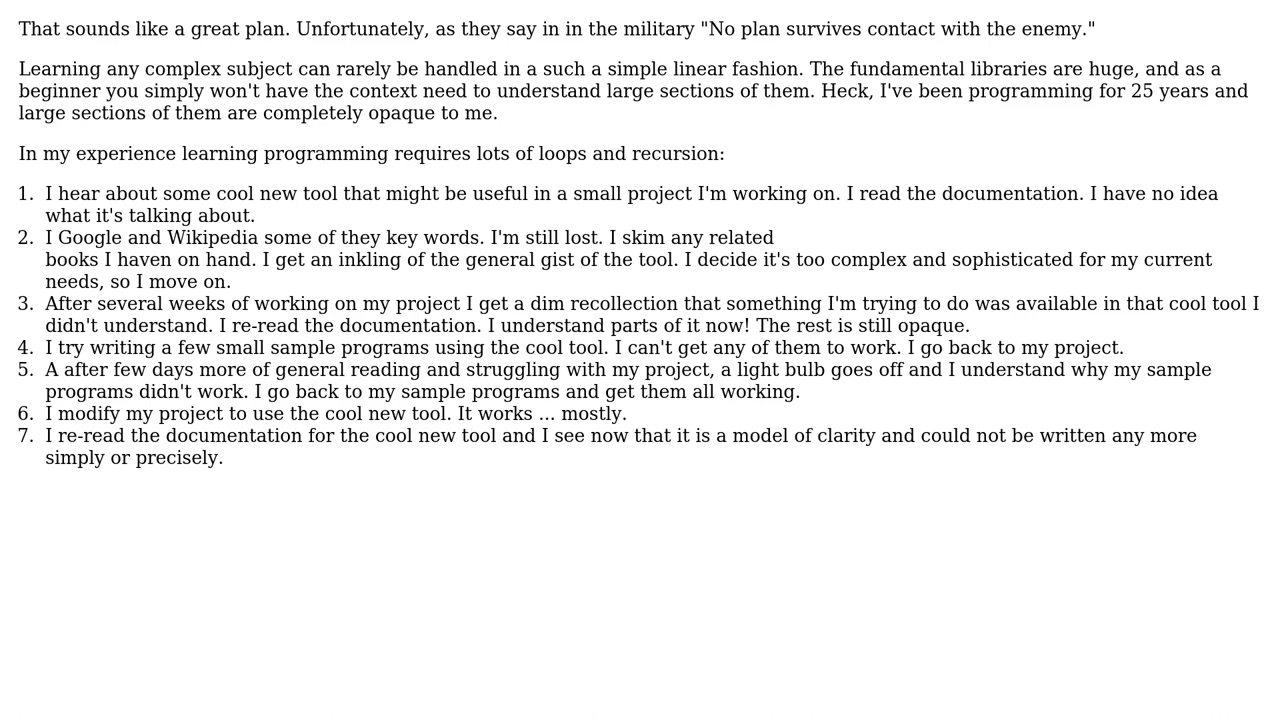 That sounds like a great plan. Unfortunately, as they say in in the military "No plan survives contact with the enemy."
Learning any complex subject can rarely be handled in a such a simple linear fashion. The fundamental libraries are huge, and as a
beginner you simply won't have the context need to understand large sections of them. Heck, I've been programming for 25 years and
large sections of them are completely opaque to me.
In my experience learning programming requires lots of loops and recursion:
1. I hear about some cool new tool that might be useful in a small project I'm working on. I read the documentation. I have no idea
what it's talking about.
2. I Google and Wikipedia some of they key words. I'm still lost. I skim any related
books I haven on hand. I get an inkling of the general gist of the tool. I decide it's too complex and sophisticated for my current
needs, so I move on.
3. After several weeks of working on my project I get a dim recollection that something I'm trying to do was available in that cool tool I
didn't understand. I re-read the documentation. I understand parts of it now! The rest is still opaque.
4. I try writing a few small sample programs using the cool tool. I can't get any of them to work. I go back to my project.
5. A after few days more of general reading and struggling with my project, a light bulb goes off and I understand why my sample
programs didn't work. I go back to my sample programs and get them all working.
6. I modify my project to use the cool new tool. It works ... mostly.
7. I re-read the documentation for the cool new tool and I see now that it is a model of clarity and could not be written any more
simply or precisely.